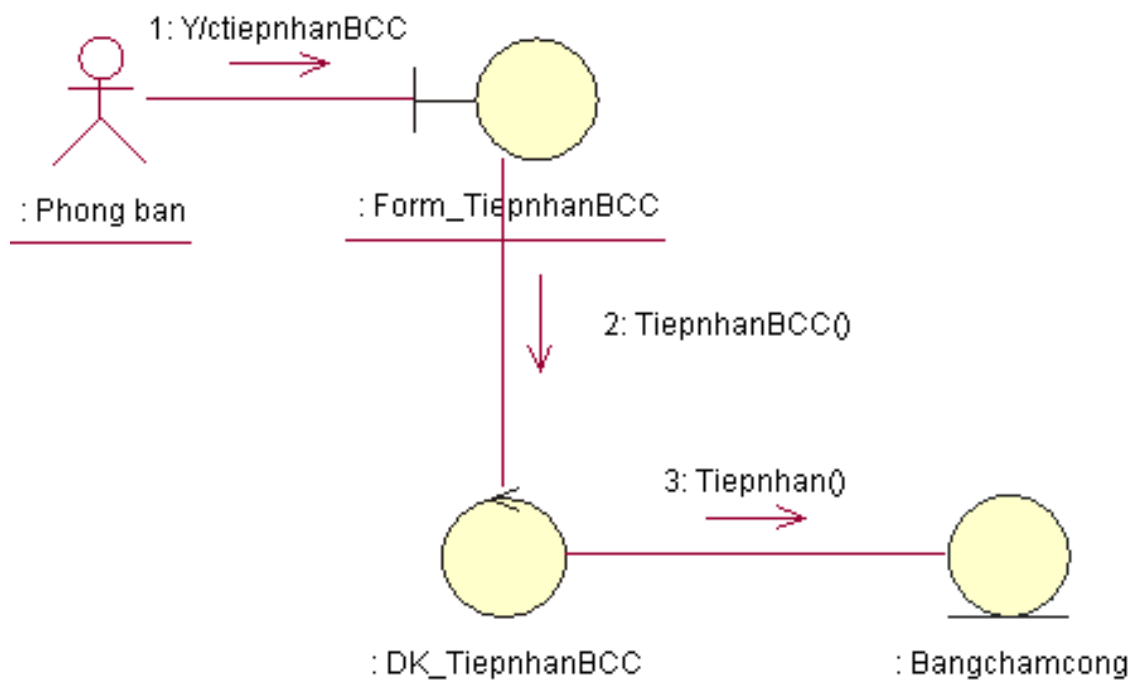 1: Y/ctiepnhanBCC
: Phong ban
: Form_TiepnhanBCC
2: TiepnhanBCC()
3: Tiepnhan()
: DK_TiepnhanBCC
: Bangchamcong